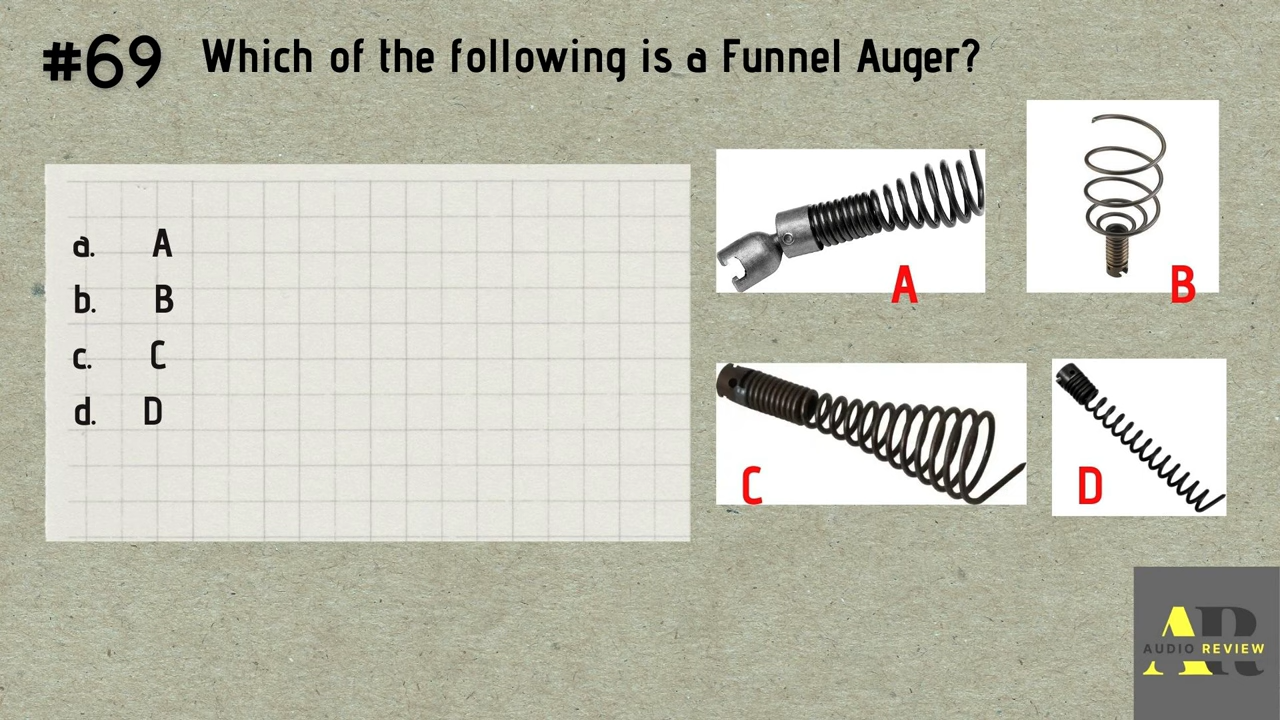 #69 Which of the following is a Funnel Auger?
a. A
b. B
c. C
d. D
A
B
C
D
AR
AUDIO REVIEW